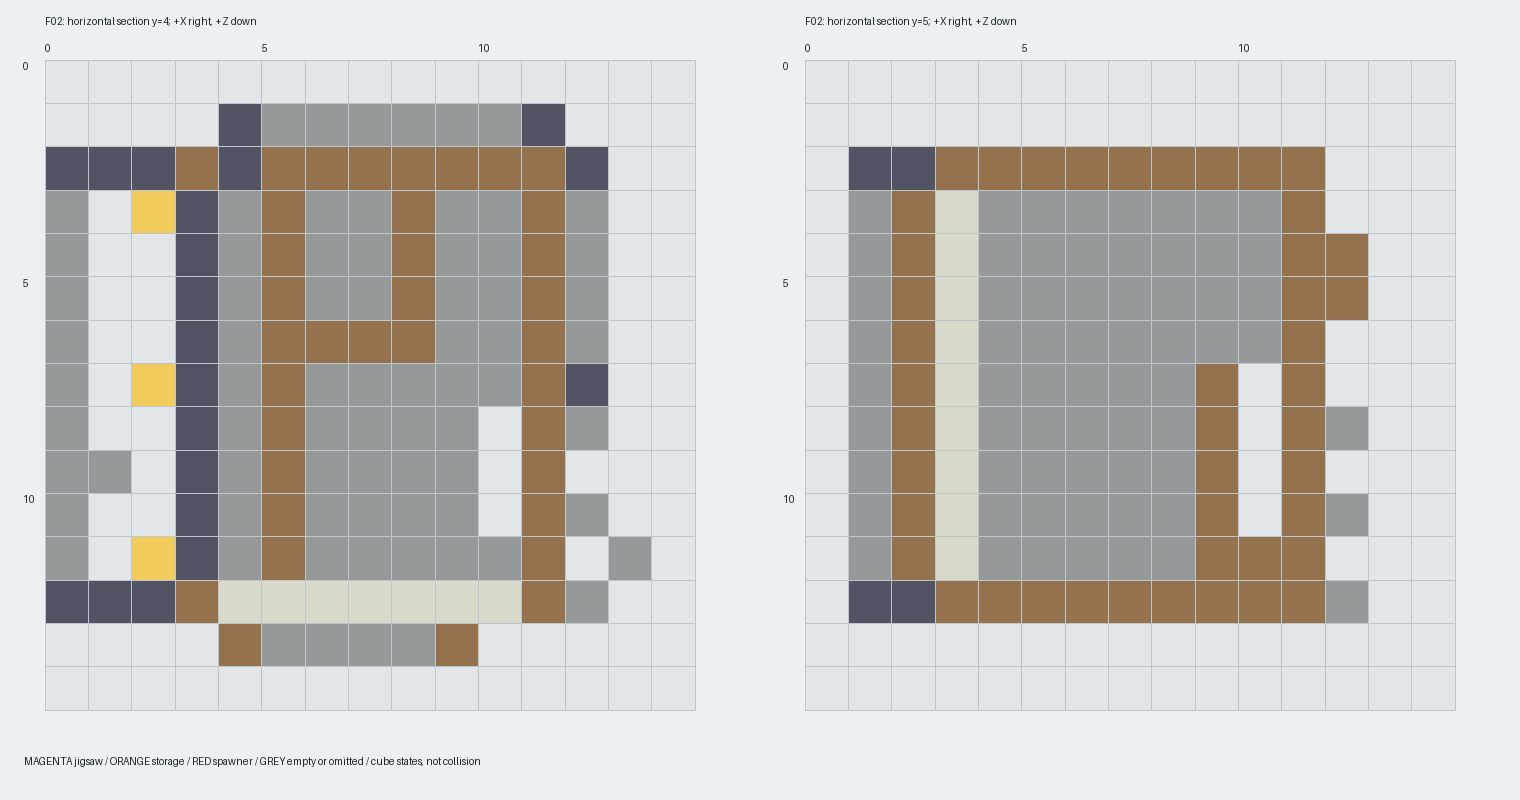 F02: horizontal section y=4; +X right, +Z down
F02: horizontal section y=5; +X right, +Z down
0 5 10
0 5 10
0
0
5
5
10
10
MAGENTA jigsaw / ORANGE storage / RED spawner / GREY empty or omitted / cube states, not collision